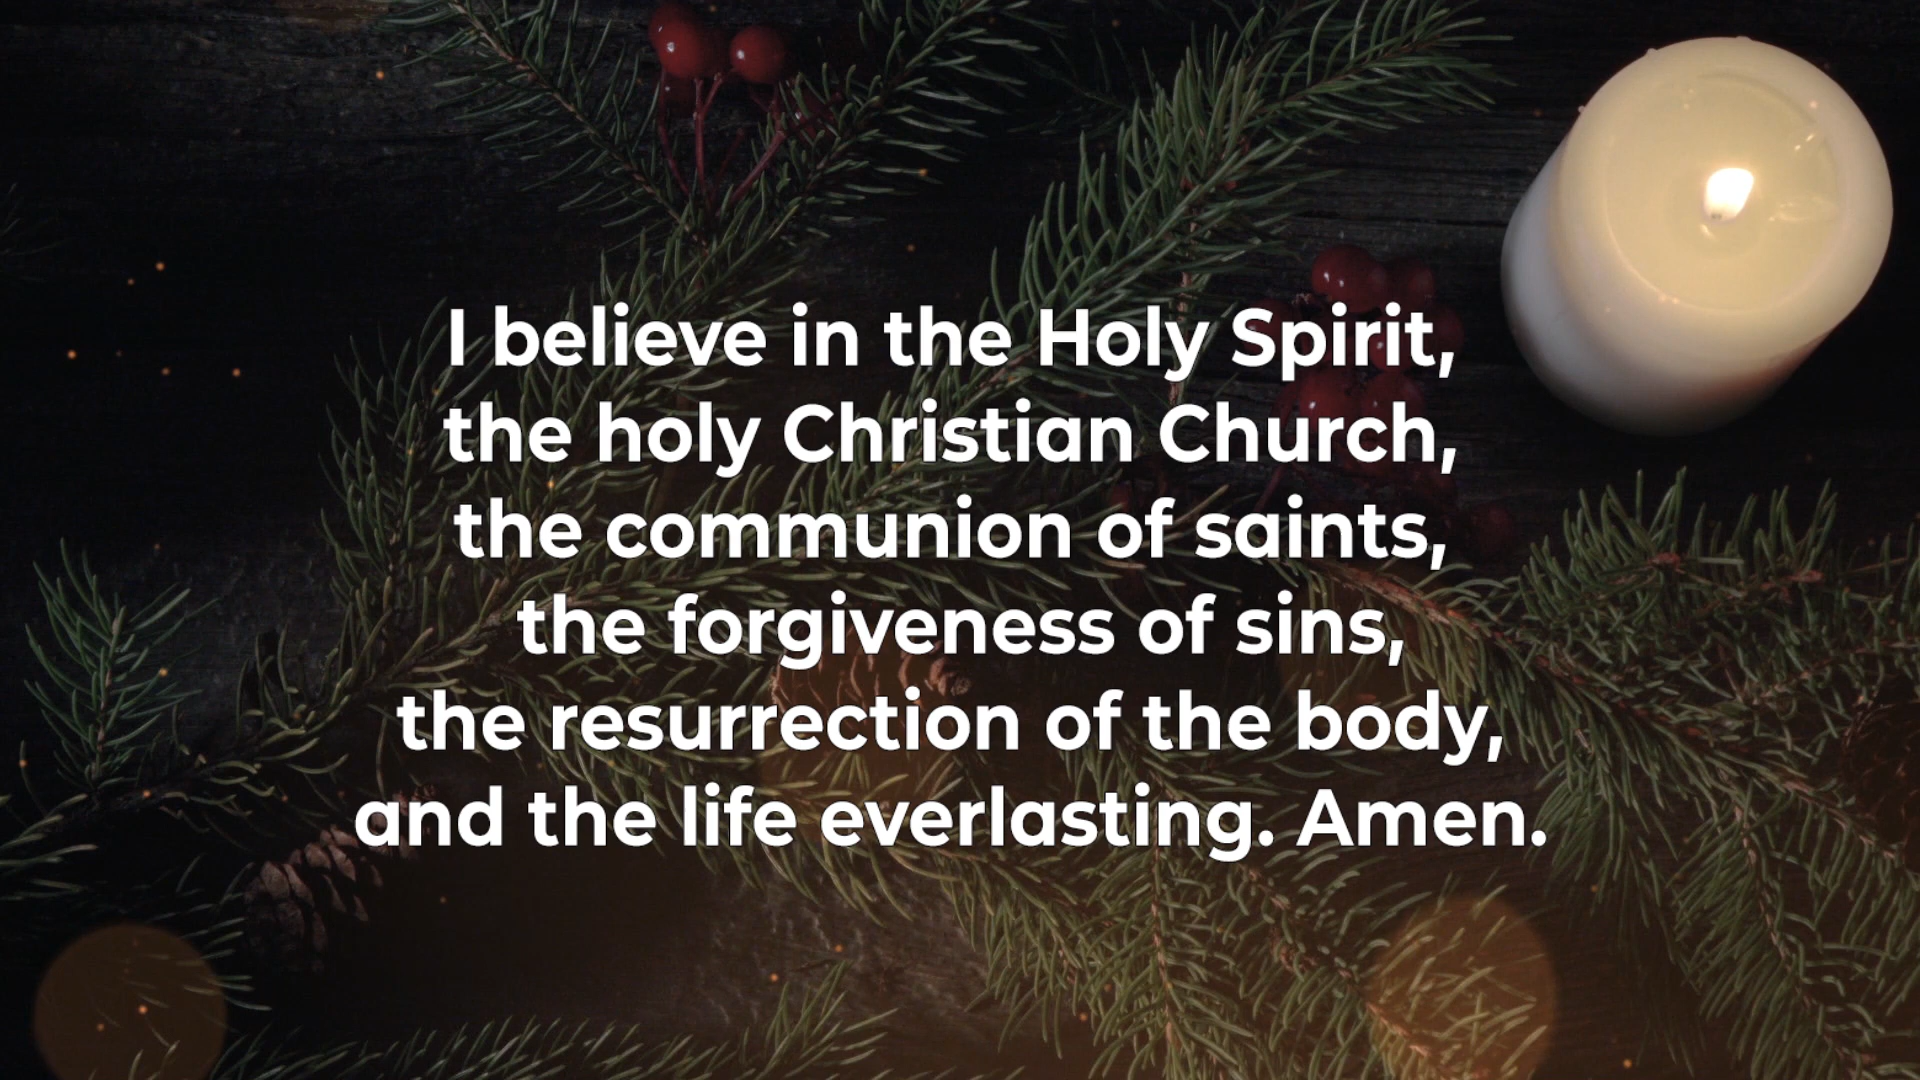 I believe in the Holy Spirit,
the holy Christian Church,
the communion of saints,
the forgiveness of sins,
the resurrection of the body,
and the life everlasting. Amen.